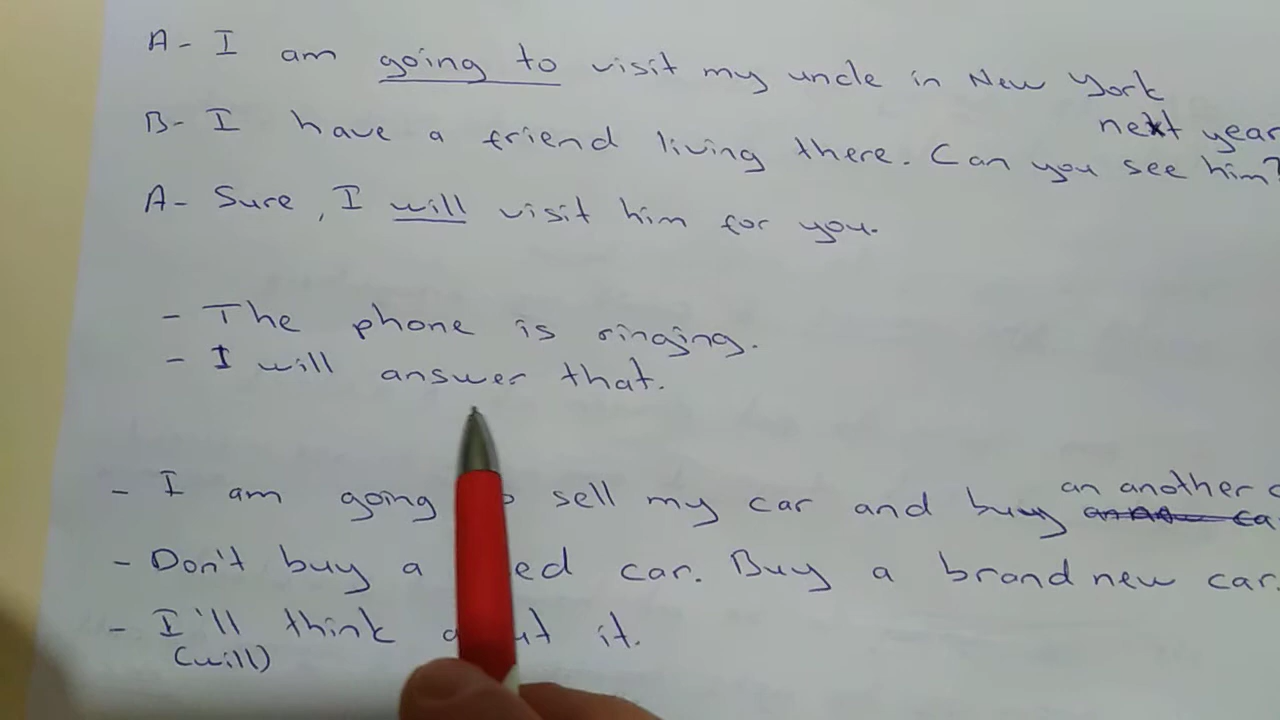 A- I am going to visit my uncle in New York
next year
B- I have a friend living there. Can you see him?
A- Sure, I will visit him for you.
- The phone is ringing.
- I will answer that.
an another
- I am going sell my car and buy
- Don't buy a car. Buy a brand new car.
- I'll think it.
(will)